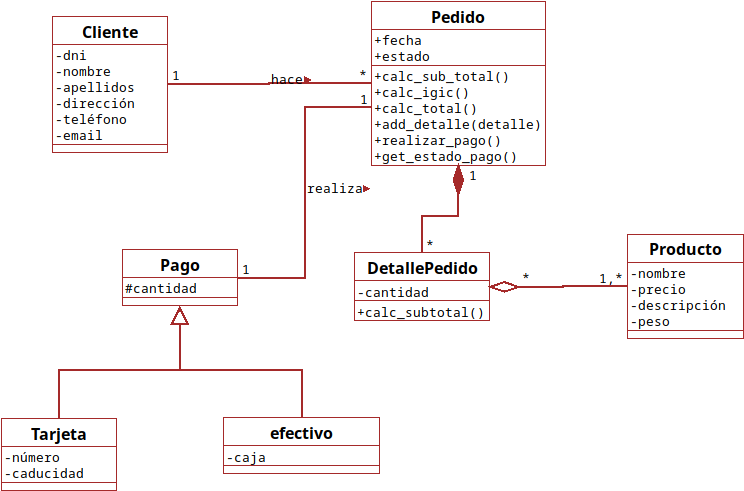 Cliente
-dni
-nombre
-apellidos
-dirección
-teléfono
-email
1
hace
*
Pedido
+fecha
+estado
+calc_sub_total()
+calc_igic()
+calc_total()
+add_detalle(detalle)
+realizar_pago()
+get_estado_pago()
1
realiza
1
1
*
Pago
#cantidad
DetallePedido
-cantidad
+calc_subtotal()
*
1,*
Producto
-nombre
-precio
-descripción
-peso
Tarjeta
-número
-caducidad
efectivo
-caja